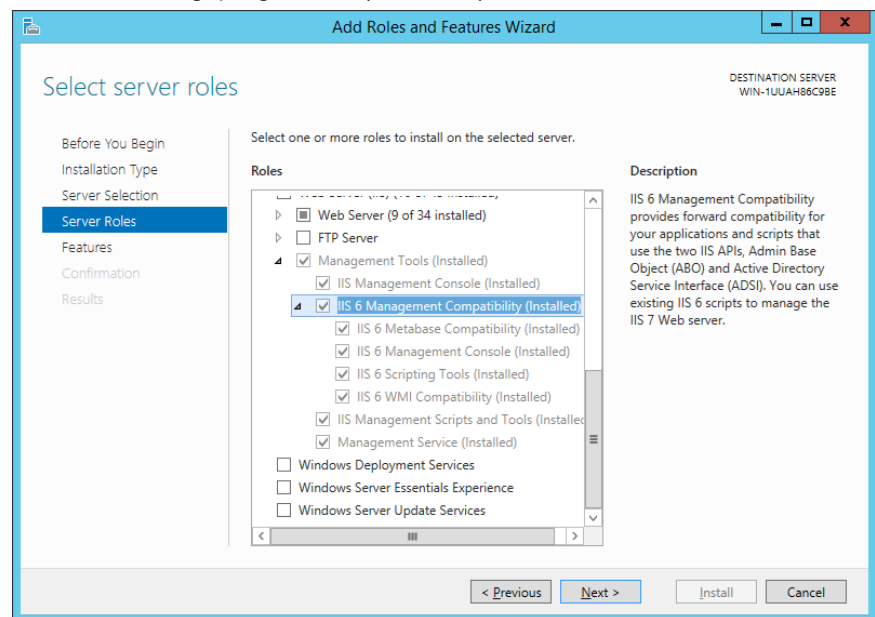 Add Roles and Features Wizard
Select server roles
DESTINATION SERVER
WIN-1UUAH86C9BE
Before You Begin
Installation Type
Server Selection
Server Roles
Features
Confirmation
Results
Select one or more roles to install on the selected server.
Roles
Web Server (9 of 34 installed)
FTP Server
Management Tools (Installed)
IIS Management Console (Installed)
IIS 6 Management Compatibility (Installed)
IIS 6 Metabase Compatibility (Installed)
IIS 6 Management Console (Installed)
IIS 6 Scripting Tools (Installed)
IIS 6 WMI Compatibility (Installed)
IIS Management Scripts and Tools (Installed
Management Service (Installed)
Windows Deployment Services
Windows Server Essentials Experience
Windows Server Update Services
Description
IIS 6 Management Compatibility
provides forward compatibility for
your applications and scripts that
use the two IIS APIs, Admin Base
Object (ABO) and Active Directory
Service Interface (ADSI). You can use
existing IIS 6 scripts to manage the
IIS 7 Web server.
< Previous
Next >
Install
Cancel